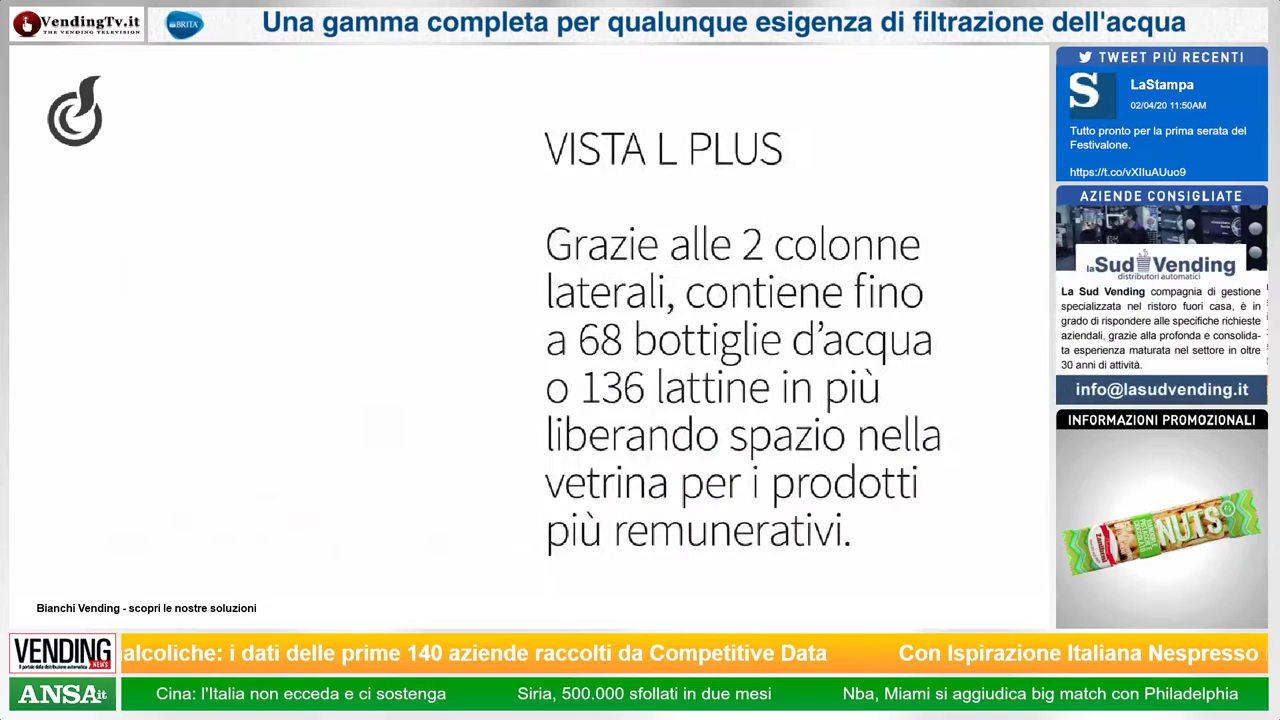 VendingTv.it
THE VENDING TELEVISION
BRITA
Una gamma completa per qualunque esigenza di filtrazione dell'acqua
VISTA L PLUS
Grazie alle 2 colonne
laterali, contiene fino
a 68 bottiglie d’acqua
o 136 lattine in più
liberando spazio nella
vetrina per i prodotti
più remunerativi.
Bianchi Vending - scopri le nostre soluzioni
TWEET PIÙ RECENTI
S
LaStampa
02/04/20 11:50AM
Tutto pronto per la prima serata del
Festivalone.
https://t.co/vXIIuAUuo9
AZIENDE CONSIGLIATE
la Sud Vending
distributori automatici
La Sud Vending compagnia di gestione
specializzata nel ristoro fuori casa, è in
grado di rispondere alle specifiche richieste
aziendali, grazie alla profonda e consolida-
ta esperienza maturata nel settore in oltre
30 anni di attività.
info@lasudvending.it
INFORMAZIONI PROMOZIONALI
NUTS
VENDING
NEWS
Il portale della distribuzione automatica
alcoliche: i dati delle prime 140 aziende raccolti da Competitive Data
Con Ispirazione Italiana Nespresso
ANSA.it
Cina: l'Italia non ecceda e ci sostenga
Siria, 500.000 sfollati in due mesi
Nba, Miami si aggiudica big match con Philadelphia